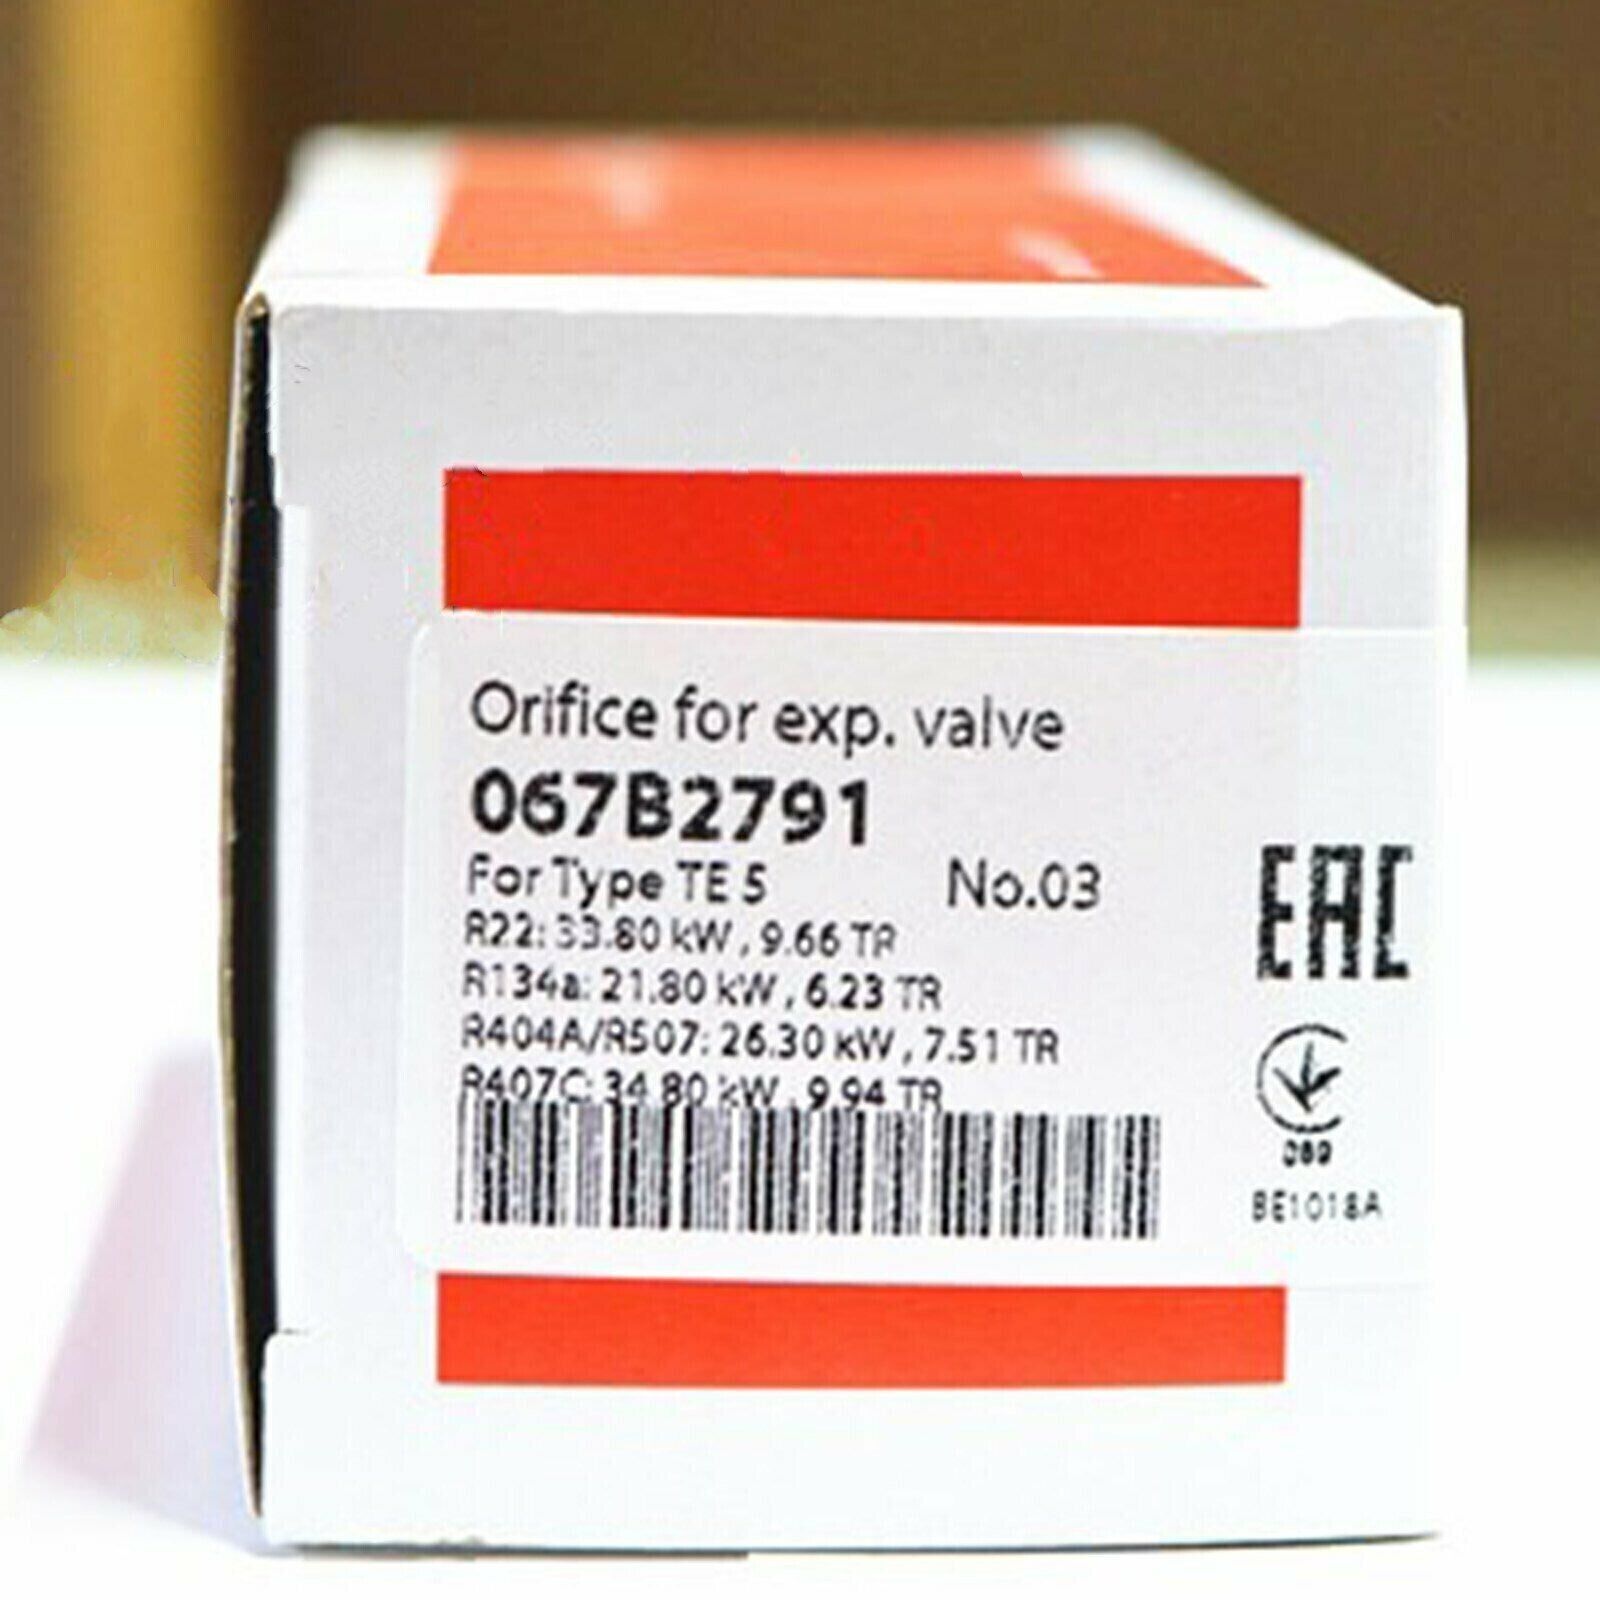 Orifice for exp. valve
067B2791
For Type TE 5 No.03
R22: 33.80 kW , 9.66 TR
R134a: 21.80 kW , 6.23 TR
R404A/R507: 26.30 kW , 7.51 TR
R407C: 34.80 kW , 9.94 TR
EAC
089
BE1018A